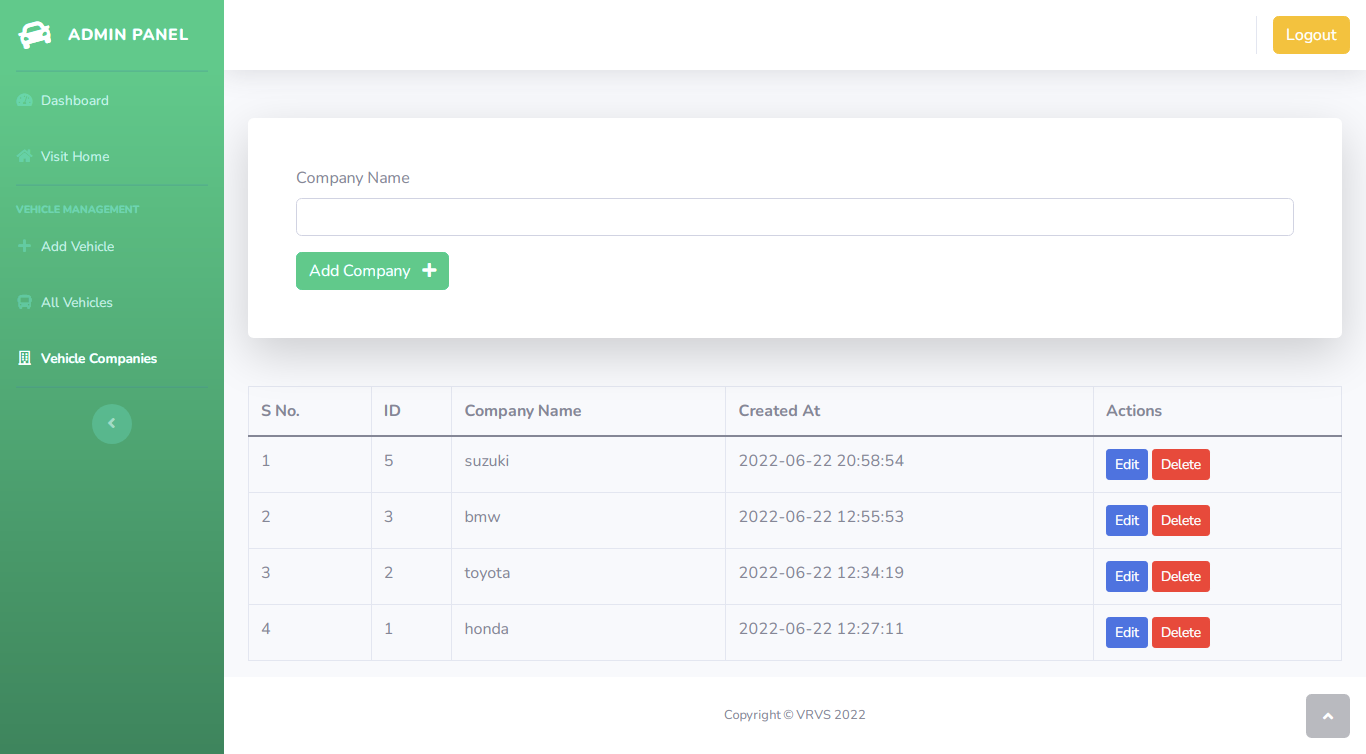 ADMIN PANEL
Logout
Dashboard
Visit Home
VEHICLE MANAGEMENT
Add Vehicle
All Vehicles
Vehicle Companies
Company Name
Add Company
S No. ID Company Name Created At Actions
1 5 suzuki 2022-06-22 20:58:54 Edit Delete
2 3 bmw 2022-06-22 12:55:53 Edit Delete
3 2 toyota 2022-06-22 12:34:19 Edit Delete
4 1 honda 2022-06-22 12:27:11 Edit Delete
Copyright © VRVS 2022